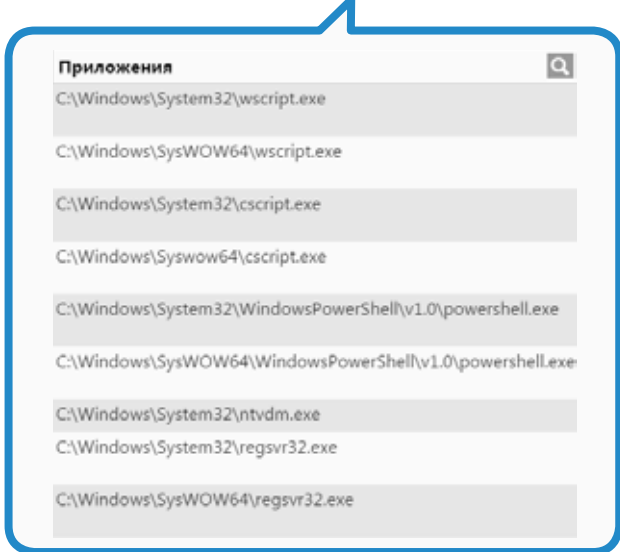 Приложения
C:\Windows\System32\wscript.exe
C:\Windows\SysWOW64\wscript.exe
C:\Windows\System32\cscript.exe
C:\Windows\Syswow64\cscript.exe
C:\Windows\System32\WindowsPowerShell\v1.0\powershell.exe
C:\Windows\SysWOW64\WindowsPowerShell\v1.0\powershell.exe
C:\Windows\System32\ntvdm.exe
C:\Windows\System32\regsvr32.exe
C:\Windows\SysWOW64\regsvr32.exe